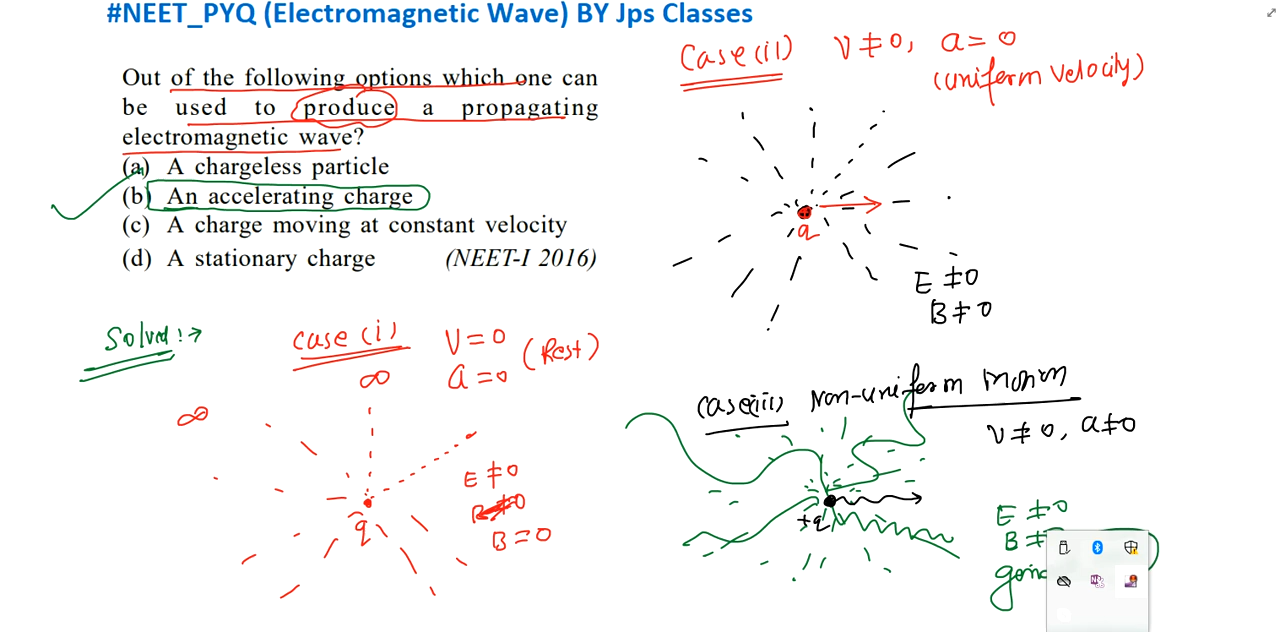 #NEET_PYQ (Electromagnetic Wave) BY Jps Classes
Out of the following options which one can
be used to produce a propagating
electromagnetic wave?
(a) A chargeless particle
(b) An accelerating charge
(c) A charge moving at constant velocity
(d) A stationary charge (NEET-I 2016)
Case (ii) V ≠ 0, a = 0
(uniform velocity)
q
E ≠ 0
B ≠ 0
Solved :→
case (i) V = 0
a = 0 (Rest)
∞
∞
q
E ≠ 0
B ≠ 0
B = 0
case (iii) Non-uniform motion
V ≠ 0, a ≠ 0
+q
E ≠ 0
B ≠